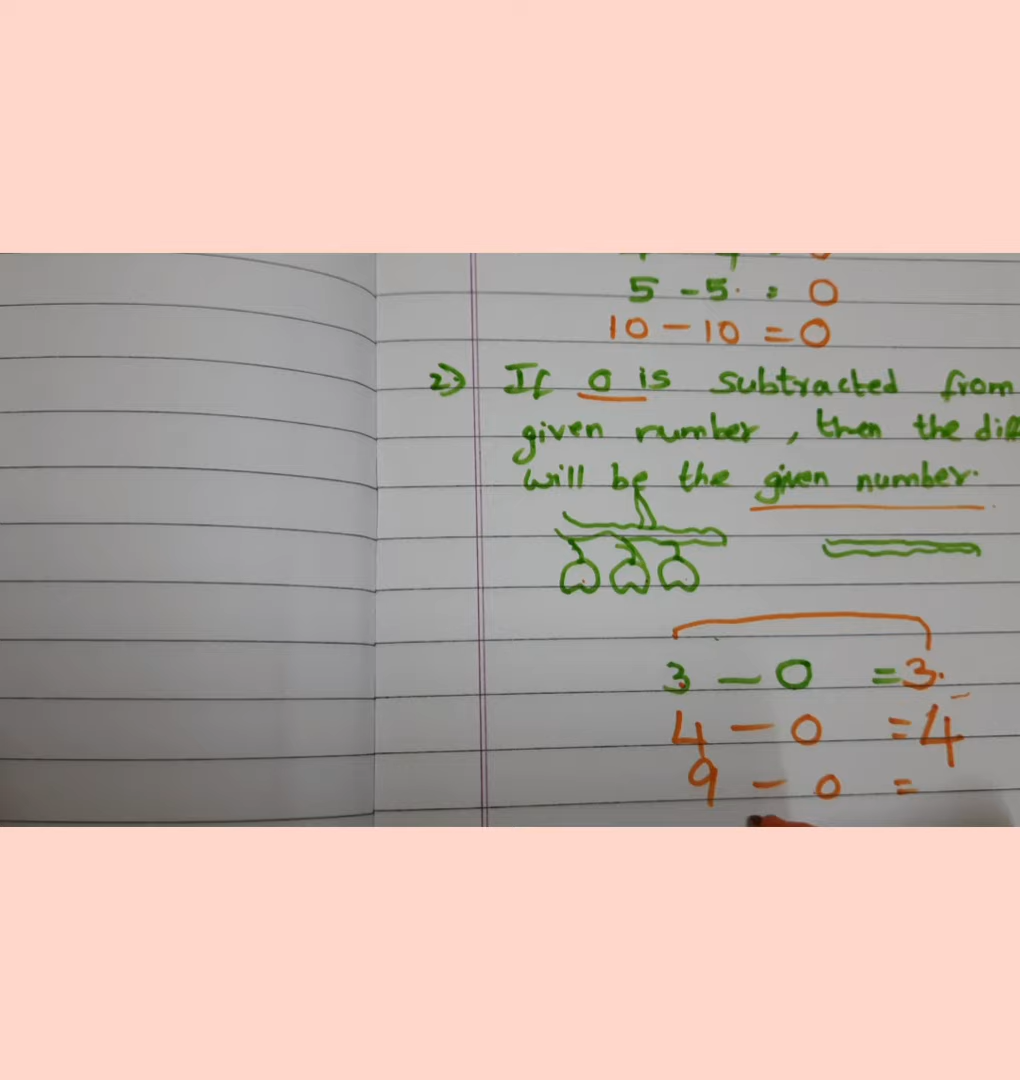 5 - 5 = 0
10 - 10 = 0
2) If 0 is subtracted from
given number, then the
will be the given number.
3 - 0 = 3
4 - 0 = 4
9 - 0 =